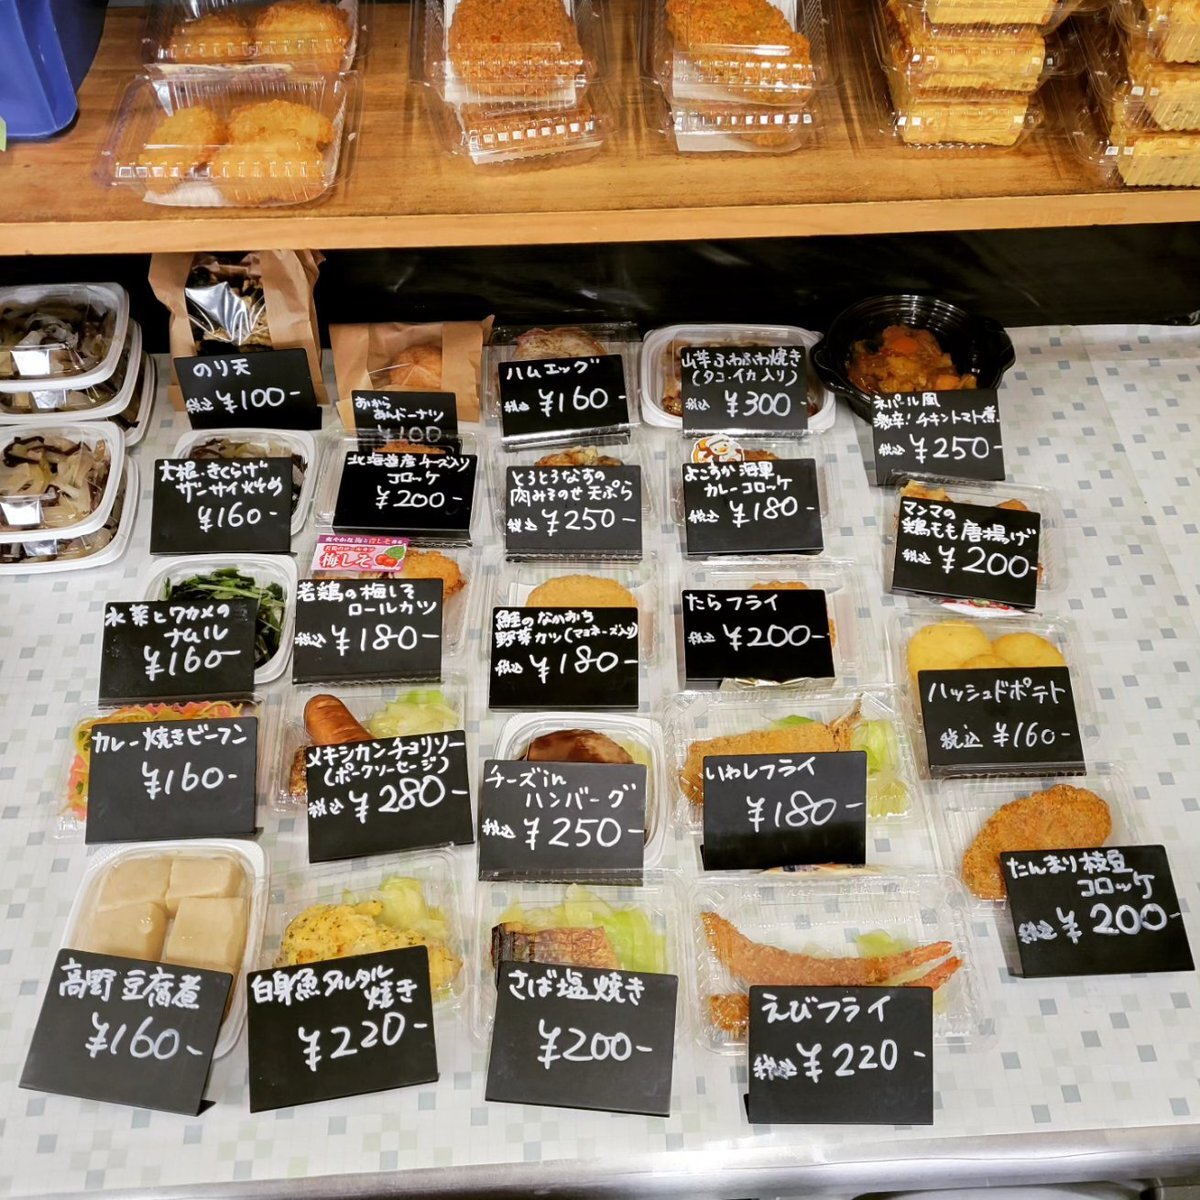 のり天
税込 ¥100-
おから
あんドーナツ
¥100
ハムエッグ
税込 ¥160-
山芋ふわふわ焼き
(タコ・イカ入り)
税込 ¥300-
ネパール風
激辛!チキントマト煮
¥250-
大根・きくらげ
ザーサイ炒め
¥160-
北海道産チーズ入り
コロッケ
¥200-
とろとろなすの
肉みそのせ天ぷら
税込 ¥250-
よこすか海軍
カレーコロッケ
税込 ¥180-
マンマの
鶏もも唐揚げ
税込 ¥200-
水菜とワカメの
ナムル
¥160-
梅しそ
若鶏の梅しそ
ロールカツ
税込 ¥180-
鮭のなかおち
野菜カツ(マヨネーズ入り)
税込 ¥180-
たらフライ
税込 ¥200-
ハッシュドポテト
税込 ¥160-
カレー焼きビーフン
¥160-
メキシカンチョリソー
(ポークソーセージ)
税込 ¥280-
チーズin
ハンバーグ
税込 ¥250-
いわしフライ
¥180-
たんまり枝豆
コロッケ
税込 ¥200-
高野豆腐煮
¥160-
白身魚タルタル
焼き
¥220-
さば塩焼き
¥200-
えびフライ
税込 ¥220-